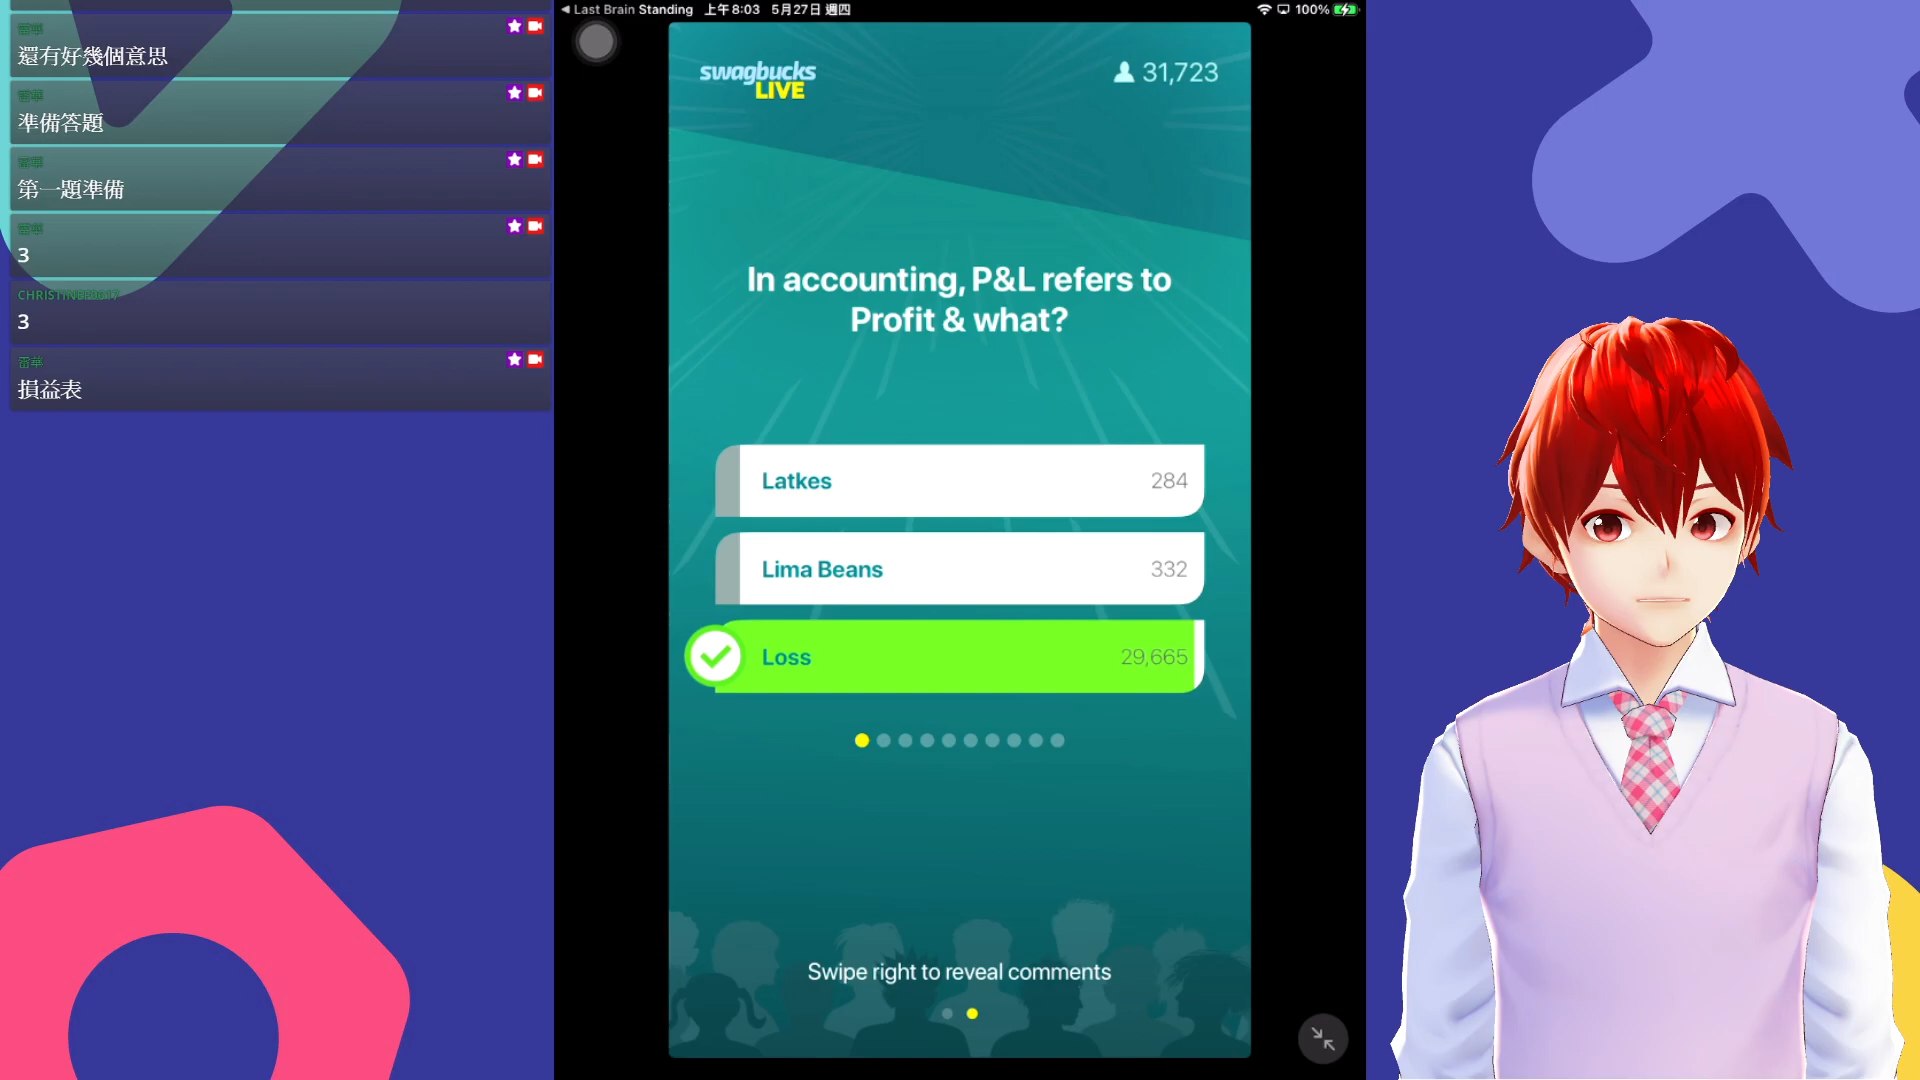 還有好幾個意思
準備答題
第一題準備
3
3
雷華
損益表
Last Brain Standing 上午8:03 5月27日 週四
100%
swagbucks
LIVE
31,723
In accounting, P&L refers to
Profit & what?
Latkes 284
Lima Beans 332
Loss 29,665
Swipe right to reveal comments